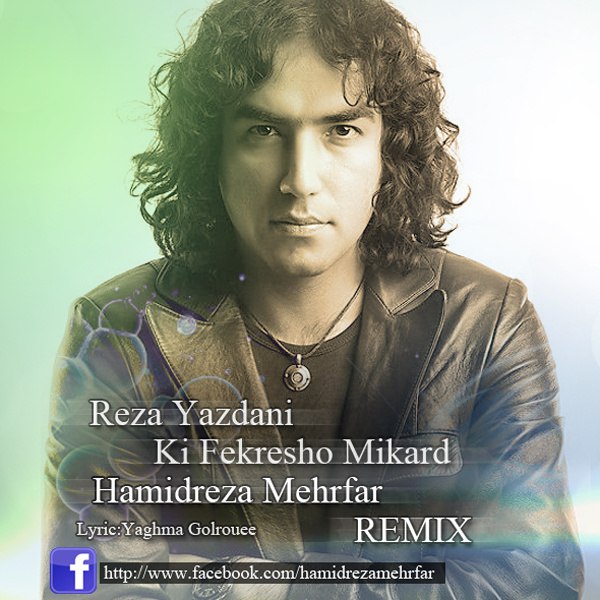 Reza Yazdani
Ki Fekresho Mikard
Hamidreza Mehrfar
Lyric:Yaghma Golrouee
REMIX
f http://www.facebook.com/hamidrezamehrfar